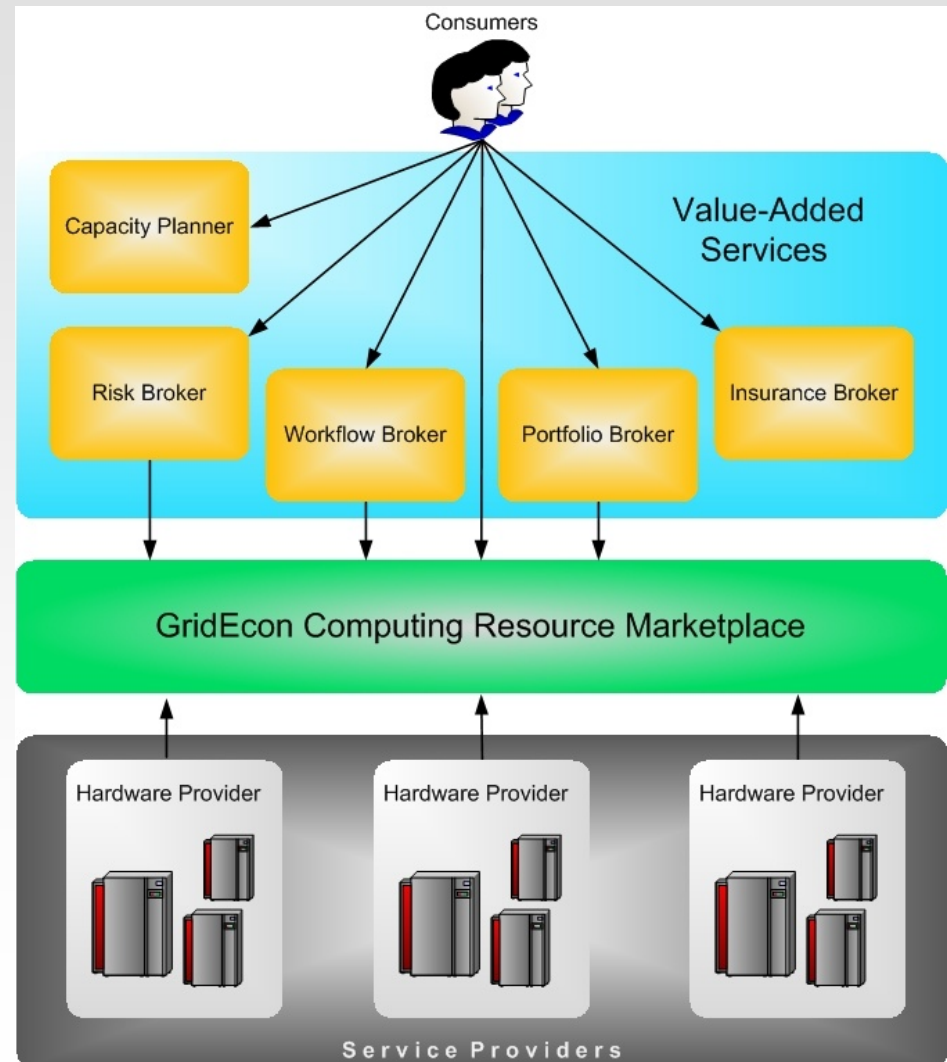 Consumers
Value-Added
Services
Capacity Planner
Risk Broker
Workflow Broker
Portfolio Broker
Insurance Broker
GridEcon Computing Resource Marketplace
Hardware Provider
Hardware Provider
Hardware Provider
Service Providers